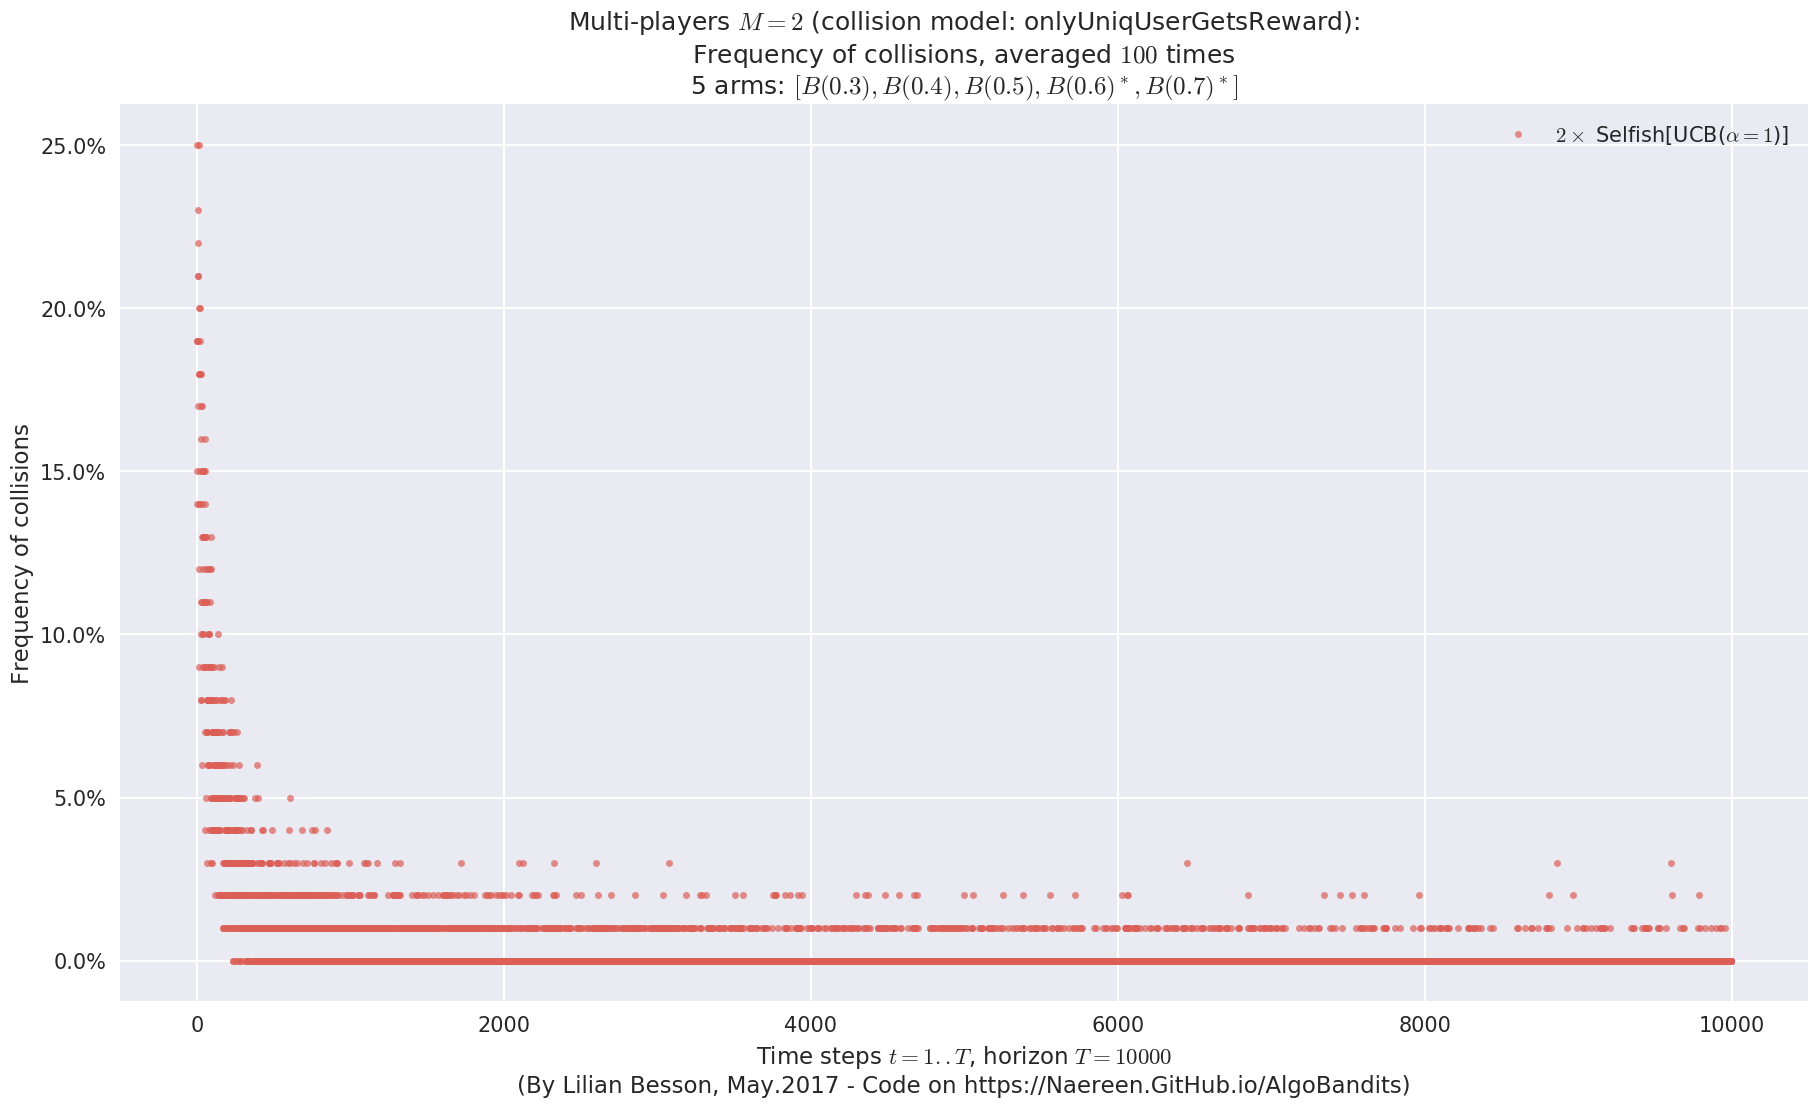 Multi-players M = 2 (collision model: onlyUniqUserGetsReward):
Frequency of collisions, averaged 100 times
5 arms: [B(0.3), B(0.4), B(0.5), B(0.6)*, B(0.7)*]
2× Selfish[UCB(α = 1)]
25.0%
20.0%
15.0%
10.0%
5.0%
0.0%
Frequency of collisions
0 2000 4000 6000 8000 10000
Time steps t = 1..T, horizon T = 10000
(By Lilian Besson, May.2017 - Code on https://Naereen.GitHub.io/AlgoBandits)